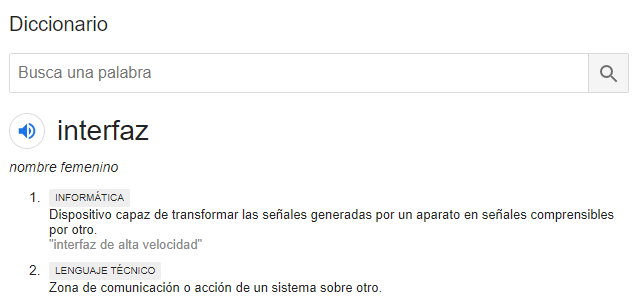 Diccionario
Busca una palabra
interfaz
nombre femenino
1. INFORMÁTICA
Dispositivo capaz de transformar las señales generadas por un aparato en señales comprensibles
por otro.
"interfaz de alta velocidad"
2. LENGUAJE TÉCNICO
Zona de comunicación o acción de un sistema sobre otro.